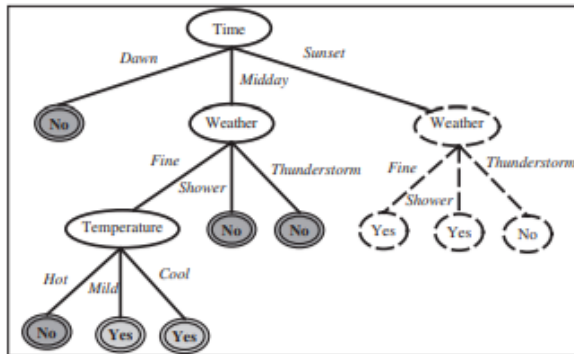 Time
Dawn
Midday
Sunset
No
Weather
Weather
Fine
Shower
Thunderstorm
Fine
Shower
Thunderstorm
Temperature
No
No
Yes
Yes
No
Hot
Mild
Cool
No
Yes
Yes